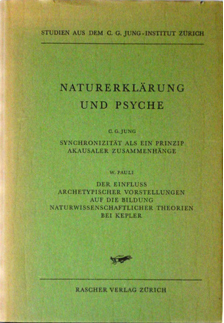 STUDIEN AUS DEM C. G. JUNG-INSTITUT ZÜRICH
NATURERKLÄRUNG
UND PSYCHE
C. G. JUNG
SYNCHRONIZITÄT ALS EIN PRINZIP
AKAUSALER ZUSAMMENHÄNGE
W. PAULI
DER EINFLUSS
ARCHETYPISCHER VORSTELLUNGEN
AUF DIE BILDUNG
NATURWISSENSCHAFTLICHER THEORIEN
BEI KEPLER
RASCHER VERLAG ZÜRICH